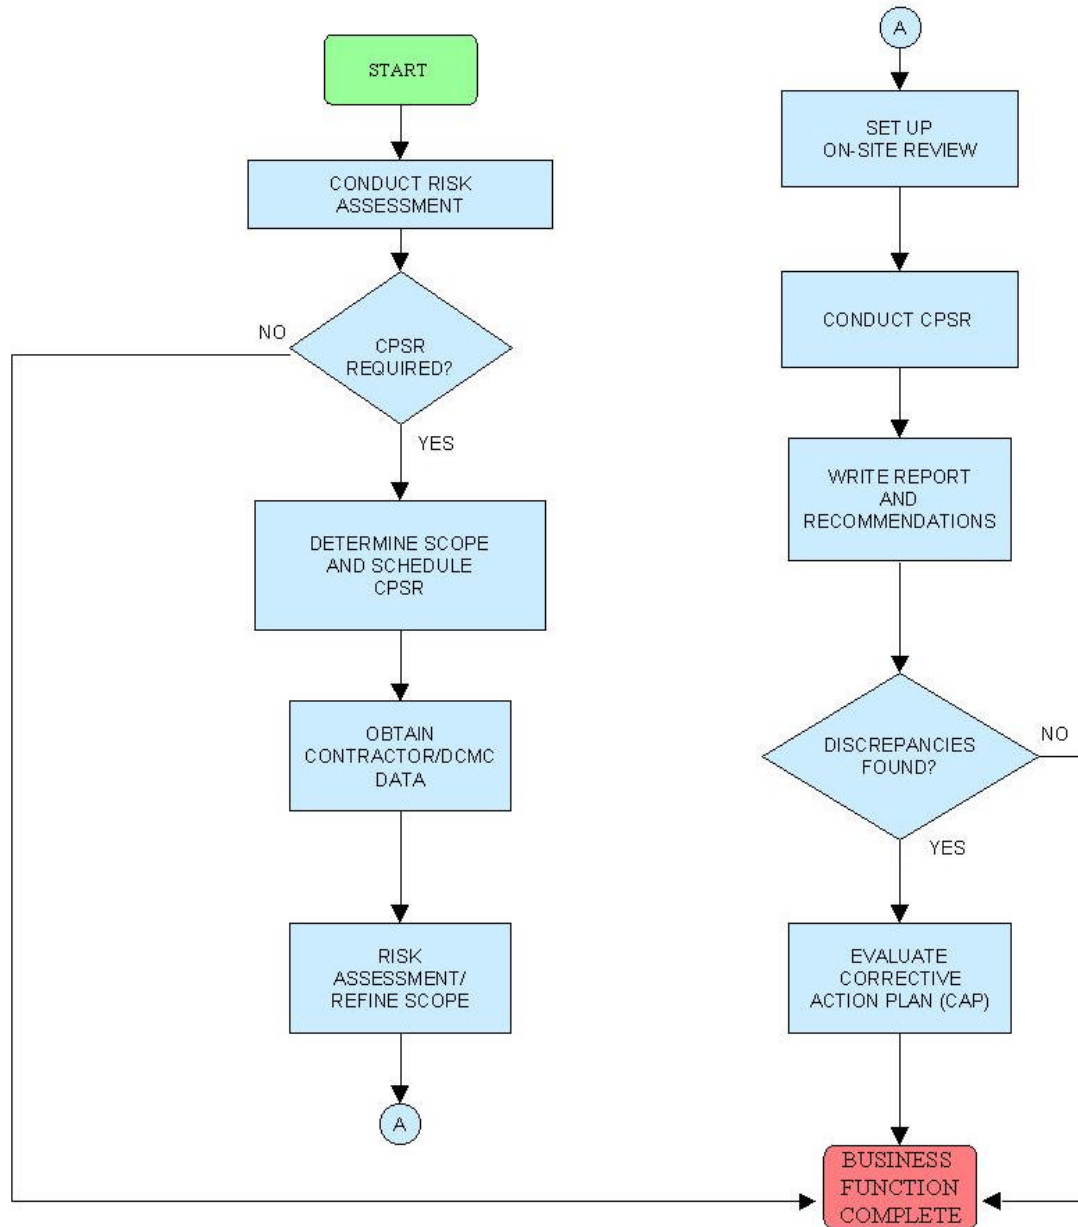 START
CONDUCT RISK
ASSESSMENT
NO
CPSR
REQUIRED?
YES
DETERMINE SCOPE
AND SCHEDULE
CPSR
OBTAIN
CONTRACTOR/DCMC
DATA
RISK
ASSESSMENT/
REFINE SCOPE
A
A
SET UP
ON-SITE REVIEW
CONDUCT CPSR
WRITE REPORT
AND
RECOMMENDATIONS
DISCREPANCIES
FOUND?
NO
YES
EVALUATE
CORRECTIVE
ACTION PLAN (CAP)
BUSINESS
FUNCTION
COMPLETE